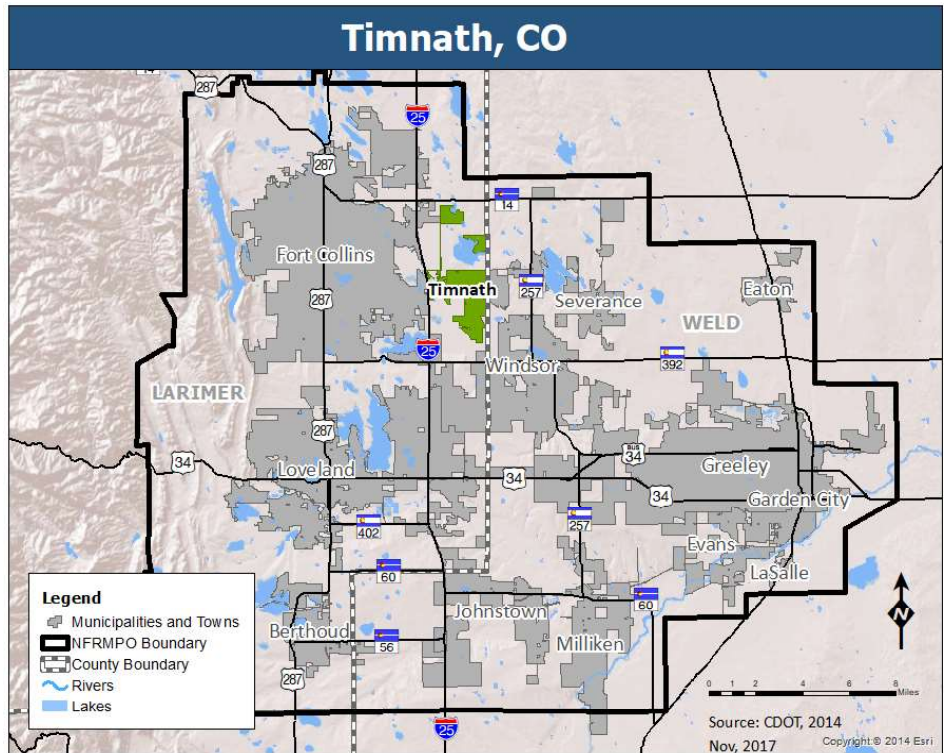 Timnath, CO
14
287
25
287
14
Fort Collins
Timnath
257
Severance
Eaton
287
WELD
25
392
Windsor
LARIMER
287
BUS
34
34
Loveland
34
Greeley
34
Garden City
402
257
Evans
60
LaSalle
Legend
Municipalities and Towns
NFRMPO Boundary
County Boundary
Rivers
Lakes
Johnstown
60
Berthoud
56
Milliken
287
0 1 2 4 6 8
Miles
N
25
Source: CDOT, 2014
Nov, 2017
Copyright:© 2014 Esri